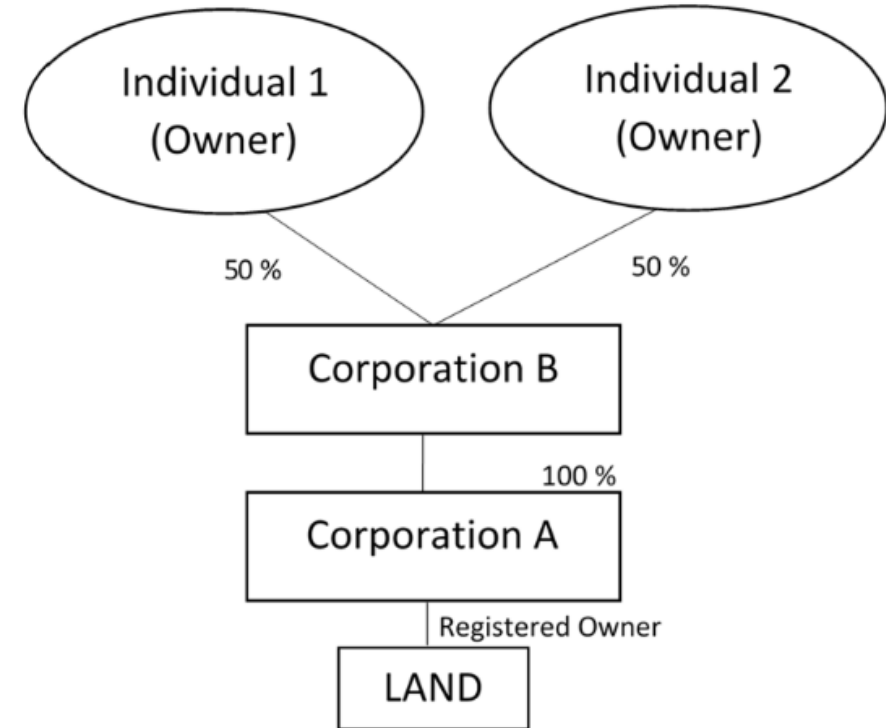 Individual 1
(Owner)
Individual 2
(Owner)
50 %
50 %
Corporation B
100 %
Corporation A
Registered Owner
LAND